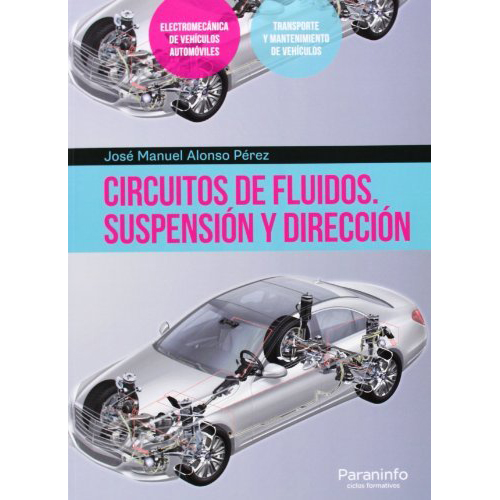 ELECTROMECÁNICA
DE VEHÍCULOS
AUTOMÓVILES
TRANSPORTE
Y MANTENIMIENTO
DE VEHÍCULOS
José Manuel Alonso Pérez
CIRCUITOS DE FLUIDOS.
SUSPENSIÓN Y DIRECCIÓN
Paraninfo
ciclos formativos